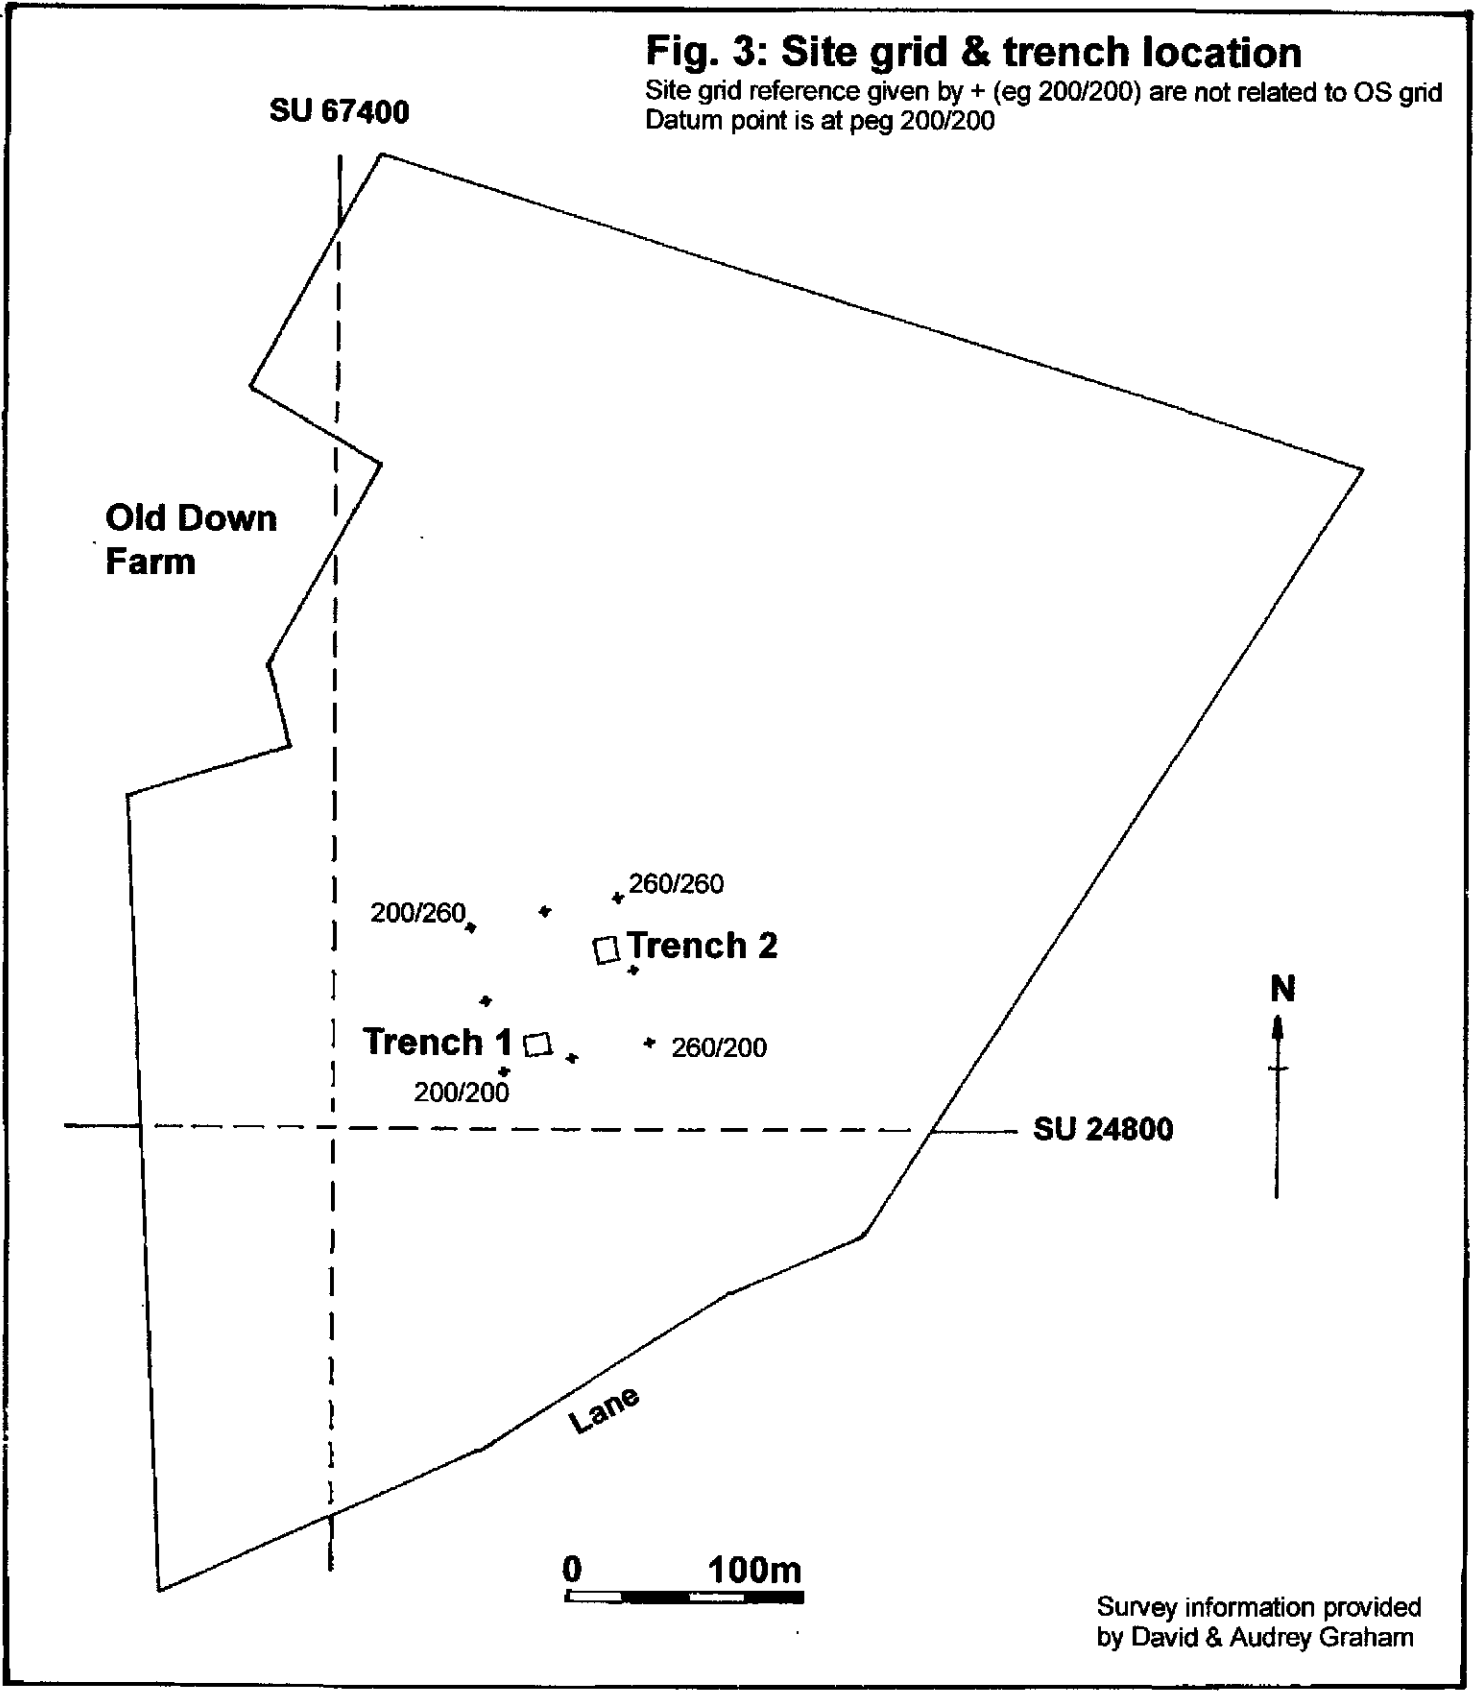 Fig. 3: Site grid & trench location
Site grid reference given by + (eg 200/200) are not related to OS grid
Datum point is at peg 200/200
SU 67400
Old Down
Farm
260/260
200/260
Trench 2
Trench 1
260/200
200/200
N
SU 24800
Lane
0 100m
Survey information provided
by David & Audrey Graham